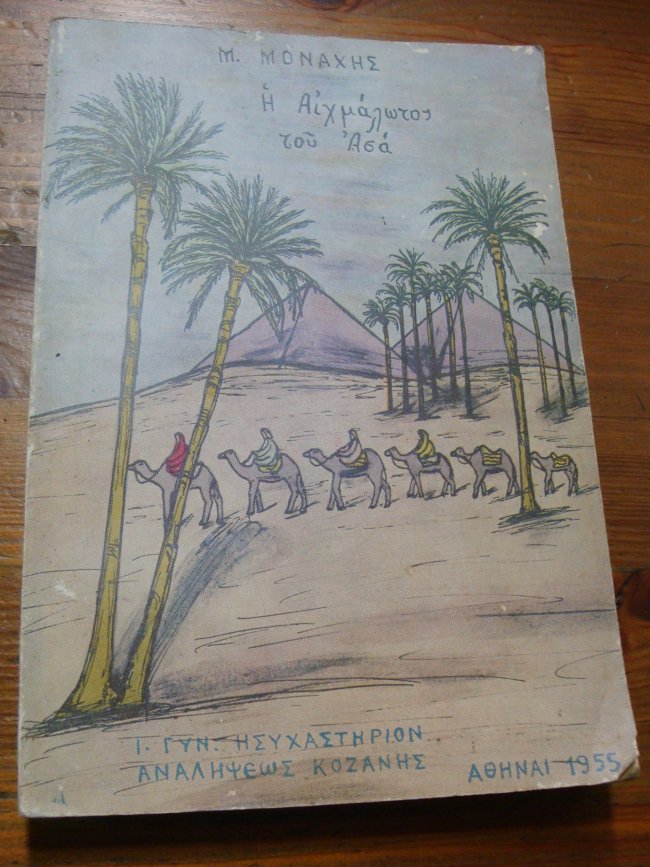 Μ. ΜΟΝΑΧΗΣ
Ἡ Αἰχμάλωτος
τοῦ Ἀσά
Ι. ΓΥΝ. ΗΣΥΧΑΣΤΗΡΙΟΝ
ΑΝΑΛΗΨΕΩΣ ΚΟΖΑΝΗΣ
ΑΘΗΝΑΙ 1955